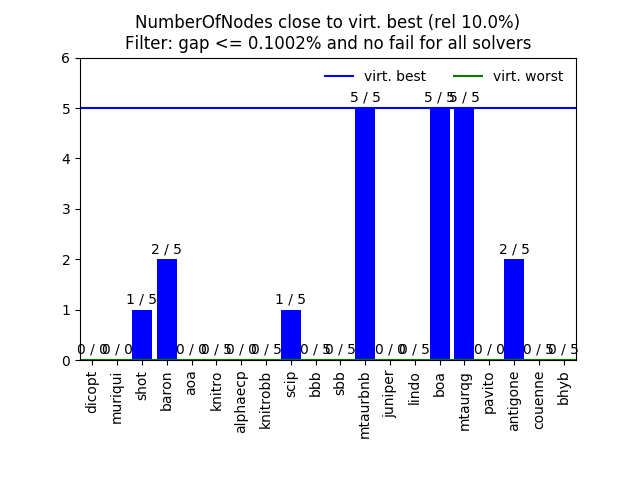 NumberOfNodes close to virt. best (rel 10.0%)
Filter: gap <= 0.1002% and no fail for all solvers
virt. best
virt. worst
6
5
4
3
2
1
0
0 / 0
0 / 0
1 / 5
2 / 5
0 / 0
0 / 5
0 / 0
0 / 5
1 / 5
0 / 5
0 / 5
5 / 5
0 / 0
0 / 5
5 / 5
5 / 5
0 / 0
2 / 5
0 / 5
0 / 5
dicopt
muriqui
shot
baron
aoa
knitro
alphaecp
knitrobb
scip
bbb
sbb
mtaurbnb
juniper
lindo
boa
mtaurqg
pavito
antigone
couenne
bhyb